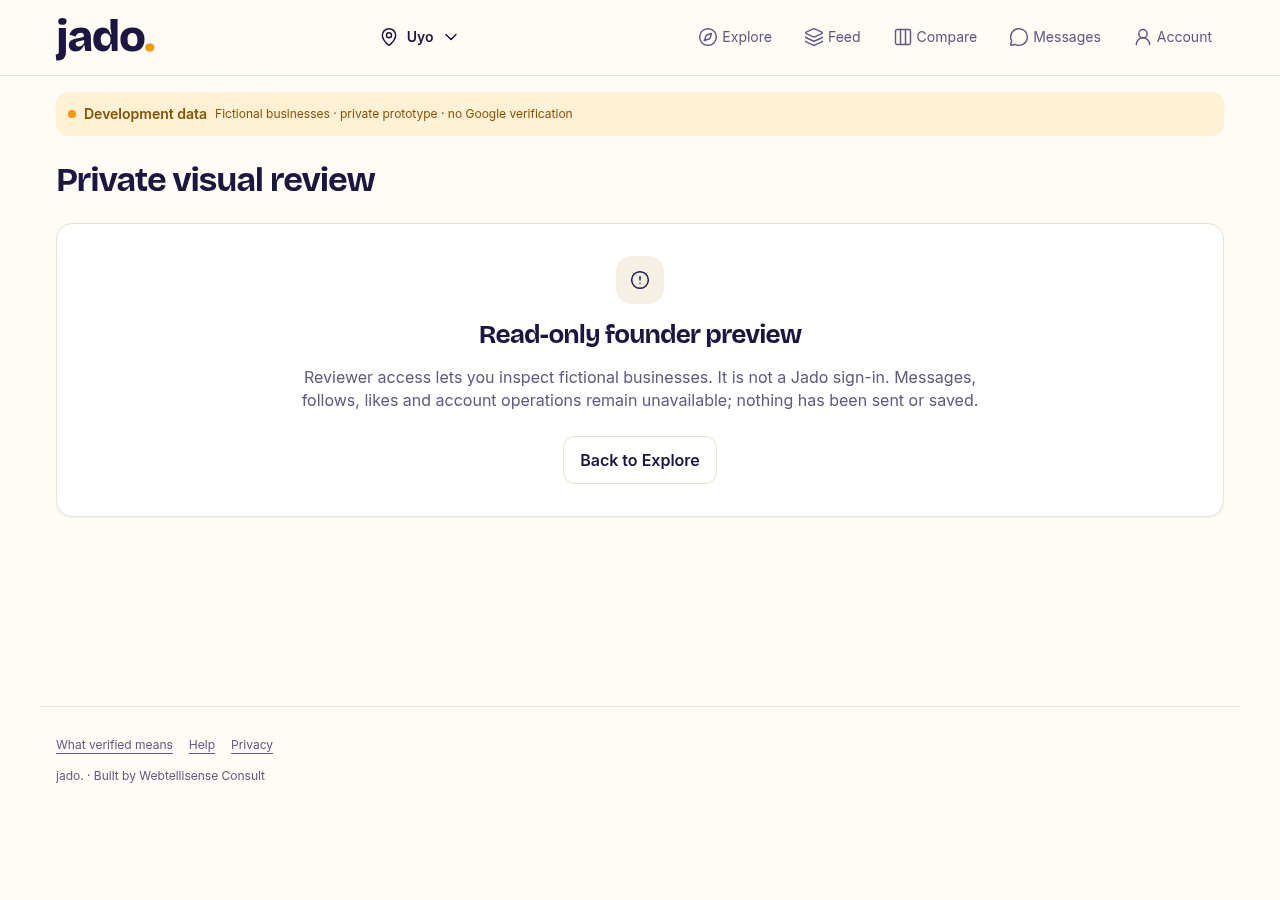 jado.
Uyo
Explore
Feed
Compare
Messages
Account
Development data Fictional businesses · private prototype · no Google verification
Private visual review
Read-only founder preview
Reviewer access lets you inspect fictional businesses. It is not a Jado sign-in. Messages,
follows, likes and account operations remain unavailable; nothing has been sent or saved.
Back to Explore
What verified means Help Privacy
jado. · Built by Webtellisense Consult